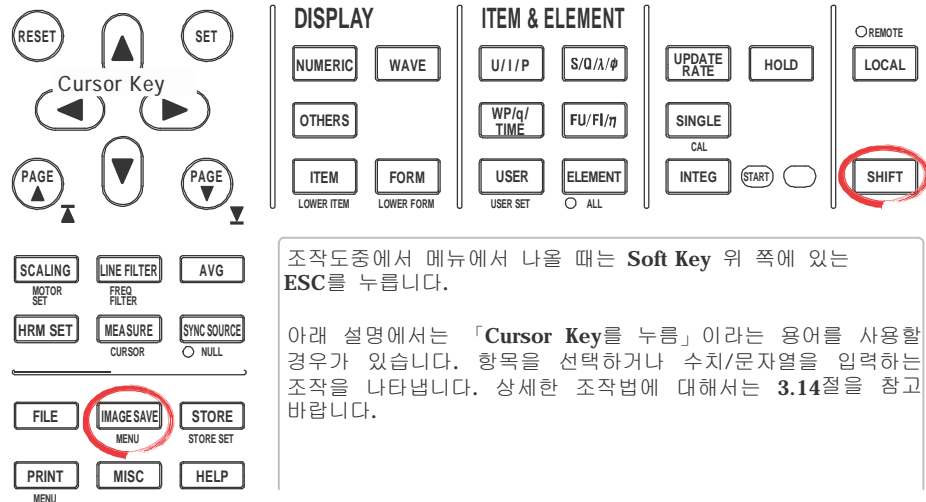 RESET
SET
Cursor Key
PAGE
PAGE
DISPLAY
NUMERIC
WAVE
OTHERS
ITEM
FORM
LOWER ITEM
LOWER FORM
ITEM & ELEMENT
U/I/P
S/Q/λ/ϕ
WP/q/
TIME
FU/FI/η
USER
ELEMENT
USER SET
ALL
UPDATE
RATE
HOLD
SINGLE
CAL
INTEG
START
REMOTE
LOCAL
SHIFT
SCALING
LINE FILTER
AVG
MOTOR
SET
FREQ
FILTER
HRM SET
MEASURE
SYNC SOURCE
CURSOR
NULL
FILE
IMAGE SAVE
STORE
MENU
STORE SET
PRINT
MISC
HELP
MENU
조작도중에서 메뉴에서 나올 때는 Soft Key 위 쪽에 있는
ESC를 누릅니다.
아래 설명에서는 「Cursor Key를 누름」이라는 용어를 사용할
경우가 있습니다. 항목을 선택하거나 수치/문자열을 입력하는
조작을 나타냅니다. 상세한 조작법에 대해서는 3.14절을 참고
바랍니다.